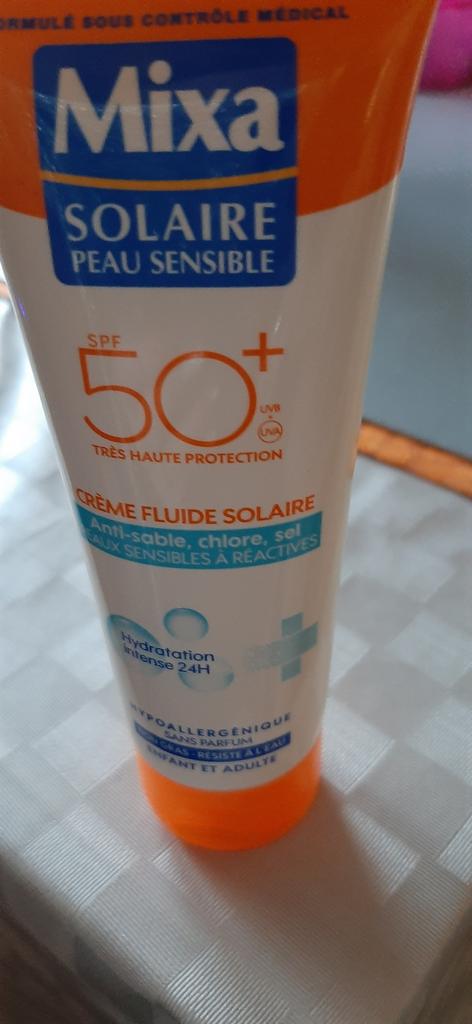 FORMULÉ SOUS CONTRÔLE MÉDICAL
Mixa
SOLAIRE
PEAU SENSIBLE
SPF
50+
UVB
+
UVA
TRÈS HAUTE PROTECTION
CRÈME FLUIDE SOLAIRE
Anti-sable, chlore, sel
PEAUX SENSIBLES À RÉACTIVES
Hydratation
intense 24H
HYPOALLERGÉNIQUE
SANS PARFUM
NON GRAS - RÉSISTE À L'EAU
ENFANT ET ADULTE